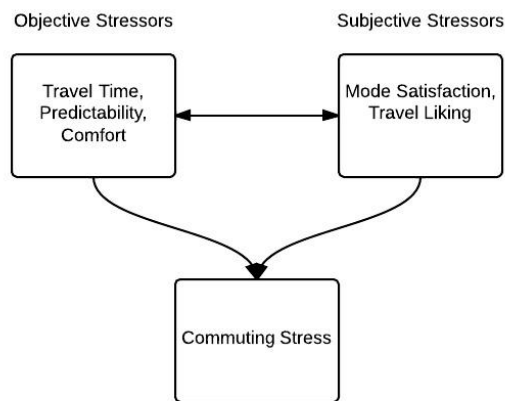 Objective Stressors
Subjective Stressors
Travel Time,
Predictability,
Comfort
Mode Satisfaction,
Travel Liking
Commuting Stress